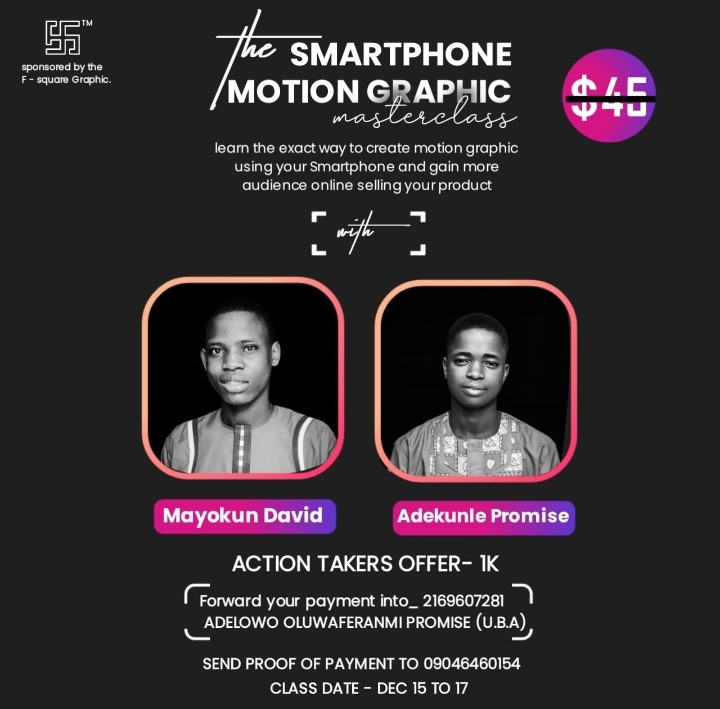 TM
sponsored by the
F - square Graphic.
the SMARTPHONE
MOTION GRAPHIC
masterclass
$45
learn the exact way to create motion graphic
using your Smartphone and gain more
audience online selling your product
with
Mayokun David
Adekunle Promise
ACTION TAKERS OFFER- 1K
Forward your payment into_ 2169607281
ADELOWO OLUWAFERANMI PROMISE (U.B.A)
SEND PROOF OF PAYMENT TO 09046460154
CLASS DATE - DEC 15 TO 17